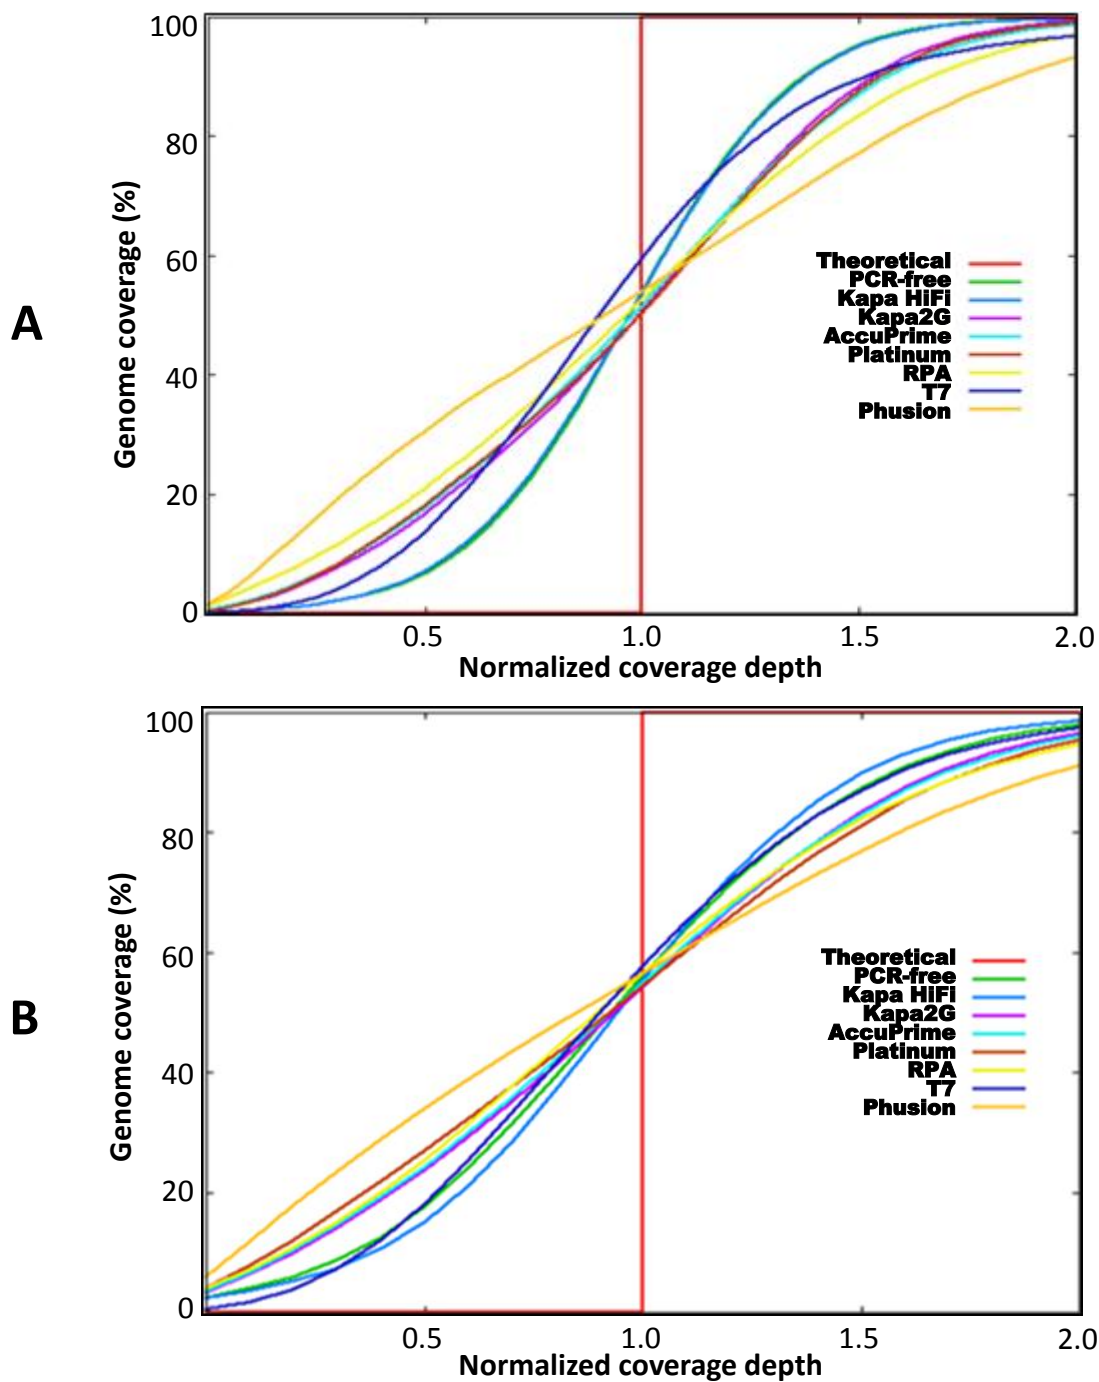 A
Genome coverage (%)
100
80
60
40
20
0
Theoretical
PCR-free
Kapa HiFi
Kapa2G
AccuPrime
Platinum
RPA
T7
Phusion
0.5 1.0 1.5 2.0
Normalized coverage depth
B
Genome coverage (%)
100
80
60
40
20
0
Theoretical
PCR-free
Kapa HiFi
Kapa2G
AccuPrime
Platinum
RPA
T7
Phusion
0.5 1.0 1.5 2.0
Normalized coverage depth